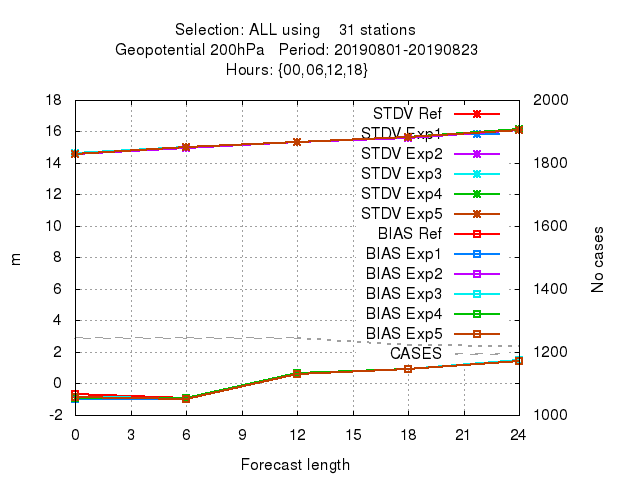 Selection: ALL using    31 stations
Geopotential 200hPa   Period: 20190801-20190823
Hours: {00,06,12,18}
18
16
14
12
10
8
6
4
2
0
-2
m
STDV Ref
STDV Exp1
STDV Exp2
STDV Exp3
STDV Exp4
STDV Exp5
BIAS Ref
BIAS Exp1
BIAS Exp2
BIAS Exp3
BIAS Exp4
BIAS Exp5
CASES
2000
1800
1600
1400
1200
1000
No cases
0 3 6 9 12 15 18 21 24
Forecast length